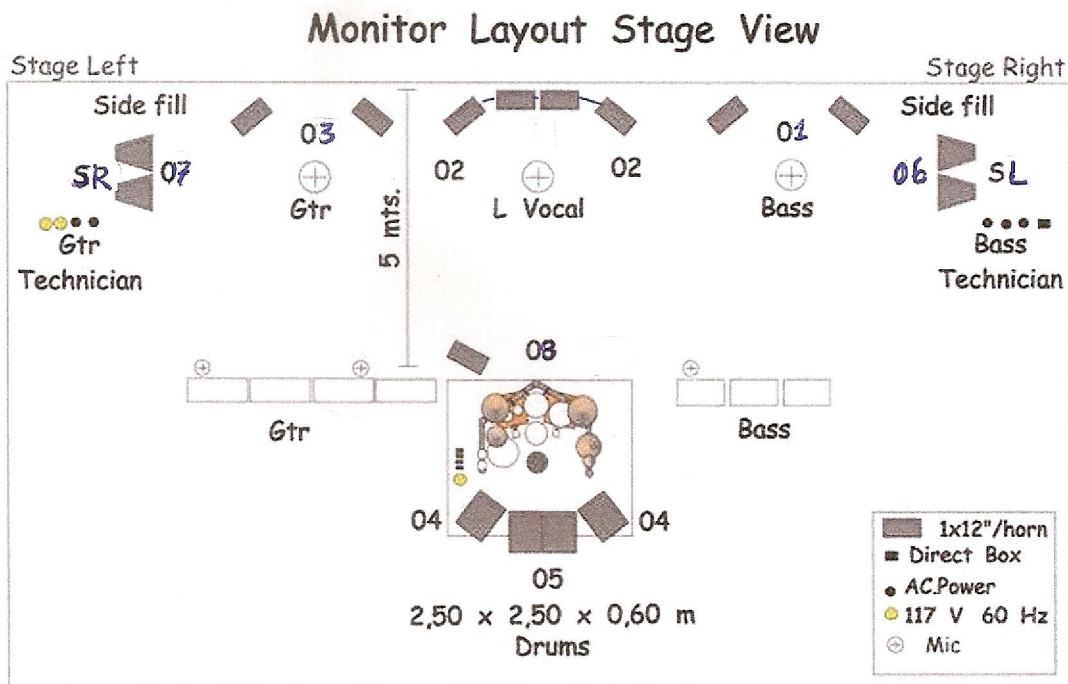 Monitor Layout Stage View
Stage Left
Stage Right
Side fill
Side fill
03
01
SR 07
02
02
06 SL
Gtr
L Vocal
Bass
5 mts.
Gtr
Technician
Bass
Technician
08
Gtr
Bass
04
04
05
2,50 x 2,50 x 0,60 m
Drums
1x12"/horn
Direct Box
AC.Power
117 V 60 Hz
Mic